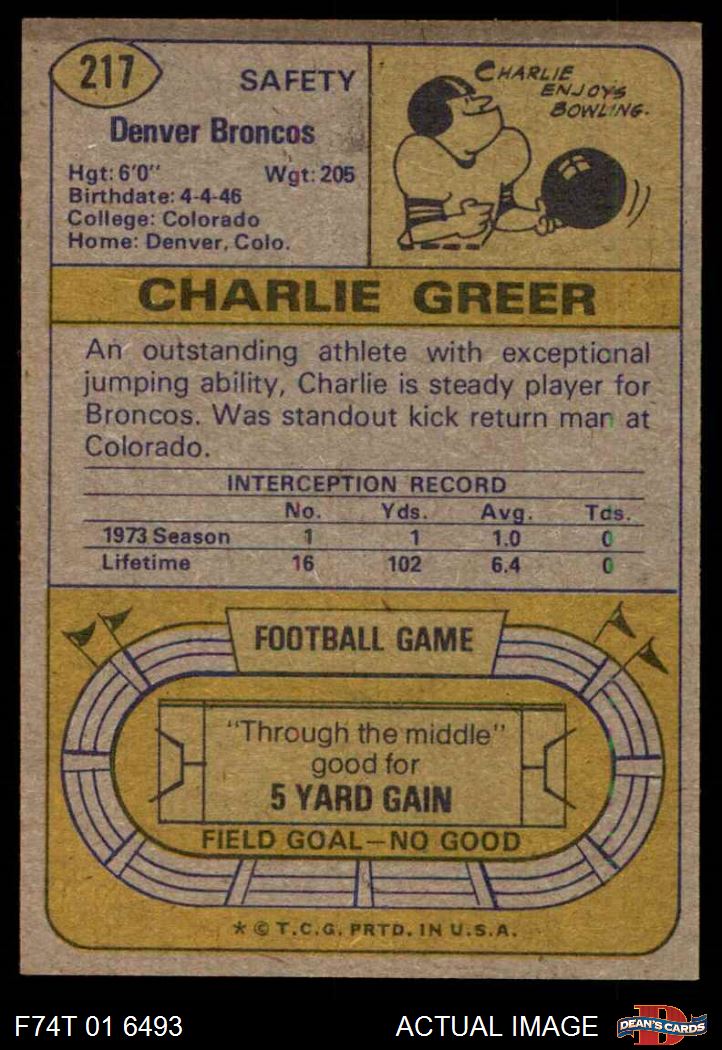 217
SAFETY
Denver Broncos
Hgt: 6'0" Wgt: 205
Birthdate: 4-4-46
College: Colorado
Home: Denver, Colo.
CHARLIE
ENJOYS
BOWLING.
CHARLIE GREER
An outstanding athlete with exceptional
jumping ability, Charlie is steady player for
Broncos. Was standout kick return man at
Colorado.
INTERCEPTION RECORD
No. Yds. Avg. Tds.
1973 Season 1 1 1.0 0
Lifetime 16 102 6.4 0
FOOTBALL GAME
"Through the middle"
good for
5 YARD GAIN
FIELD GOAL—NO GOOD
* © T.C.G. PRTD. IN U.S.A.
F74T 01 6493 ACTUAL IMAGE
D
DEAN'S CARDS